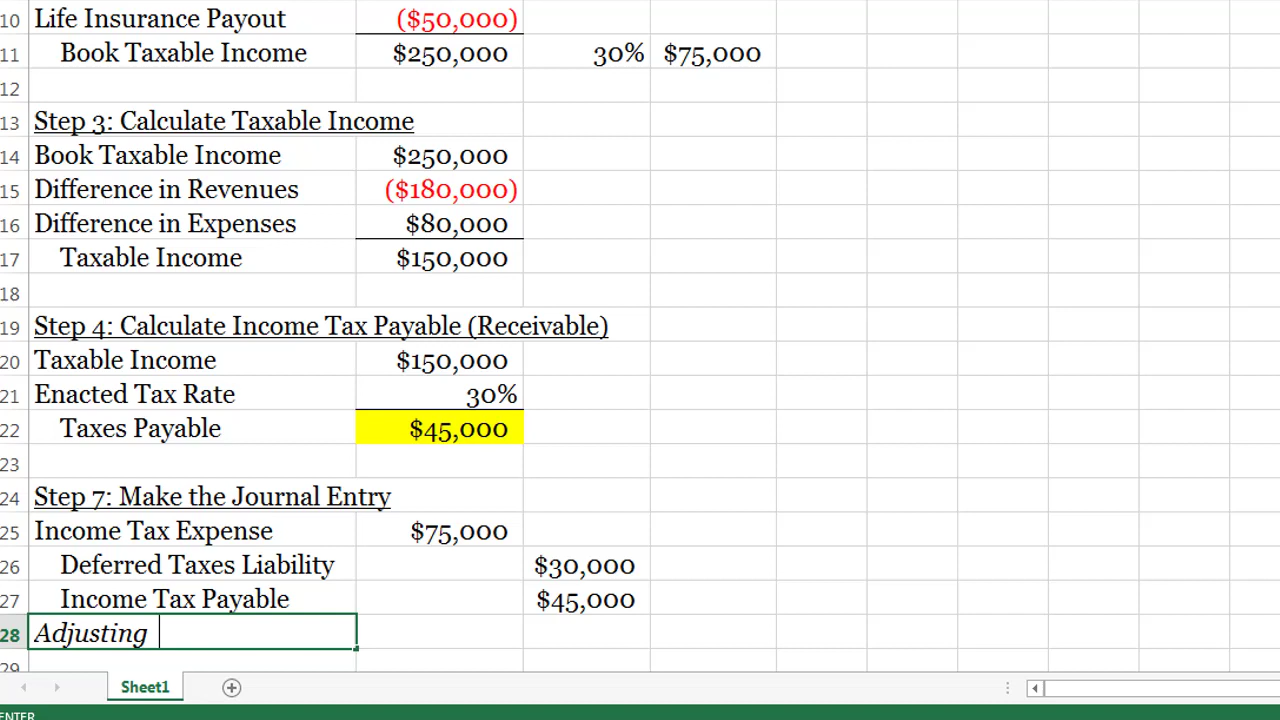 10 Life Insurance Payout ($50,000)
11 Book Taxable Income $250,000 30% $75,000
12
13 Step 3: Calculate Taxable Income
14 Book Taxable Income $250,000
15 Difference in Revenues ($180,000)
16 Difference in Expenses $80,000
17 Taxable Income $150,000
18
19 Step 4: Calculate Income Tax Payable (Receivable)
20 Taxable Income $150,000
21 Enacted Tax Rate 30%
22 Taxes Payable $45,000
23
24 Step 7: Make the Journal Entry
25 Income Tax Expense $75,000
26 Deferred Taxes Liability $30,000
27 Income Tax Payable $45,000
28 Adjusting
29
Sheet1
ENTER